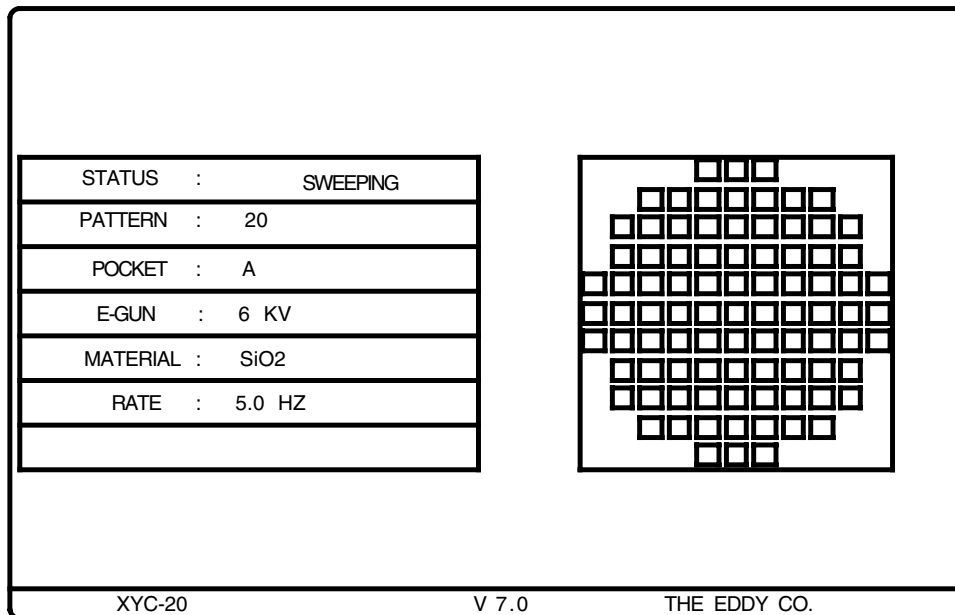 STATUS : SWEEPING
PATTERN : 20
POCKET : A
E-GUN : 6 KV
MATERIAL : SiO2
RATE : 5.0 HZ
XYC-20 V 7.0 THE EDDY CO.